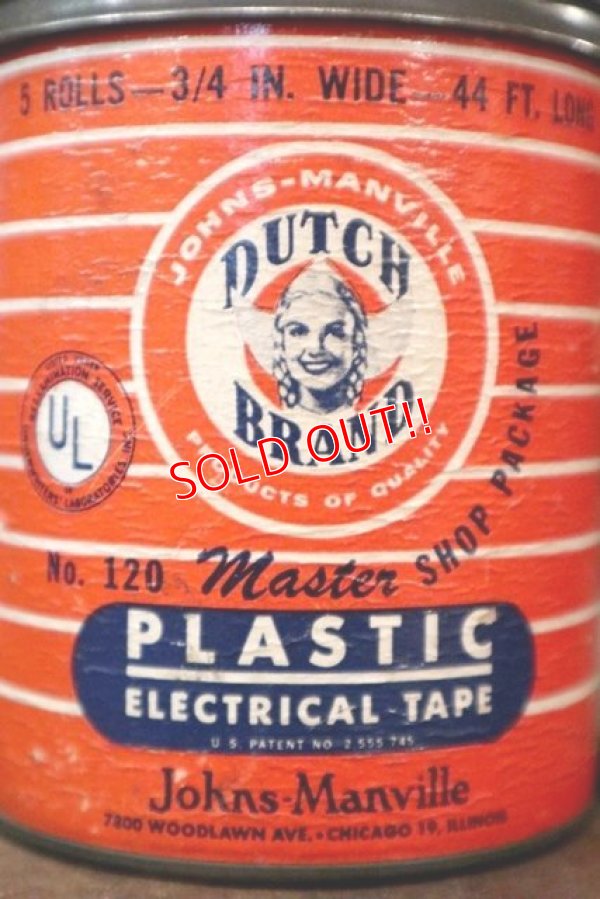 5 ROLLS—3/4 IN. WIDE—44 FT. LONG
JOHNS-MANVILLE
DUTCH
BRAND
PRODUCTS OF QUALITY
SOLD OUT!!
UL
No. 120 Master SHOP PACKAGE
PLASTIC
ELECTRICAL TAPE
U.S. PATENT NO 2 555 745
Johns-Manville
7800 WOODLAWN AVE. • CHICAGO 19, ILLINOIS